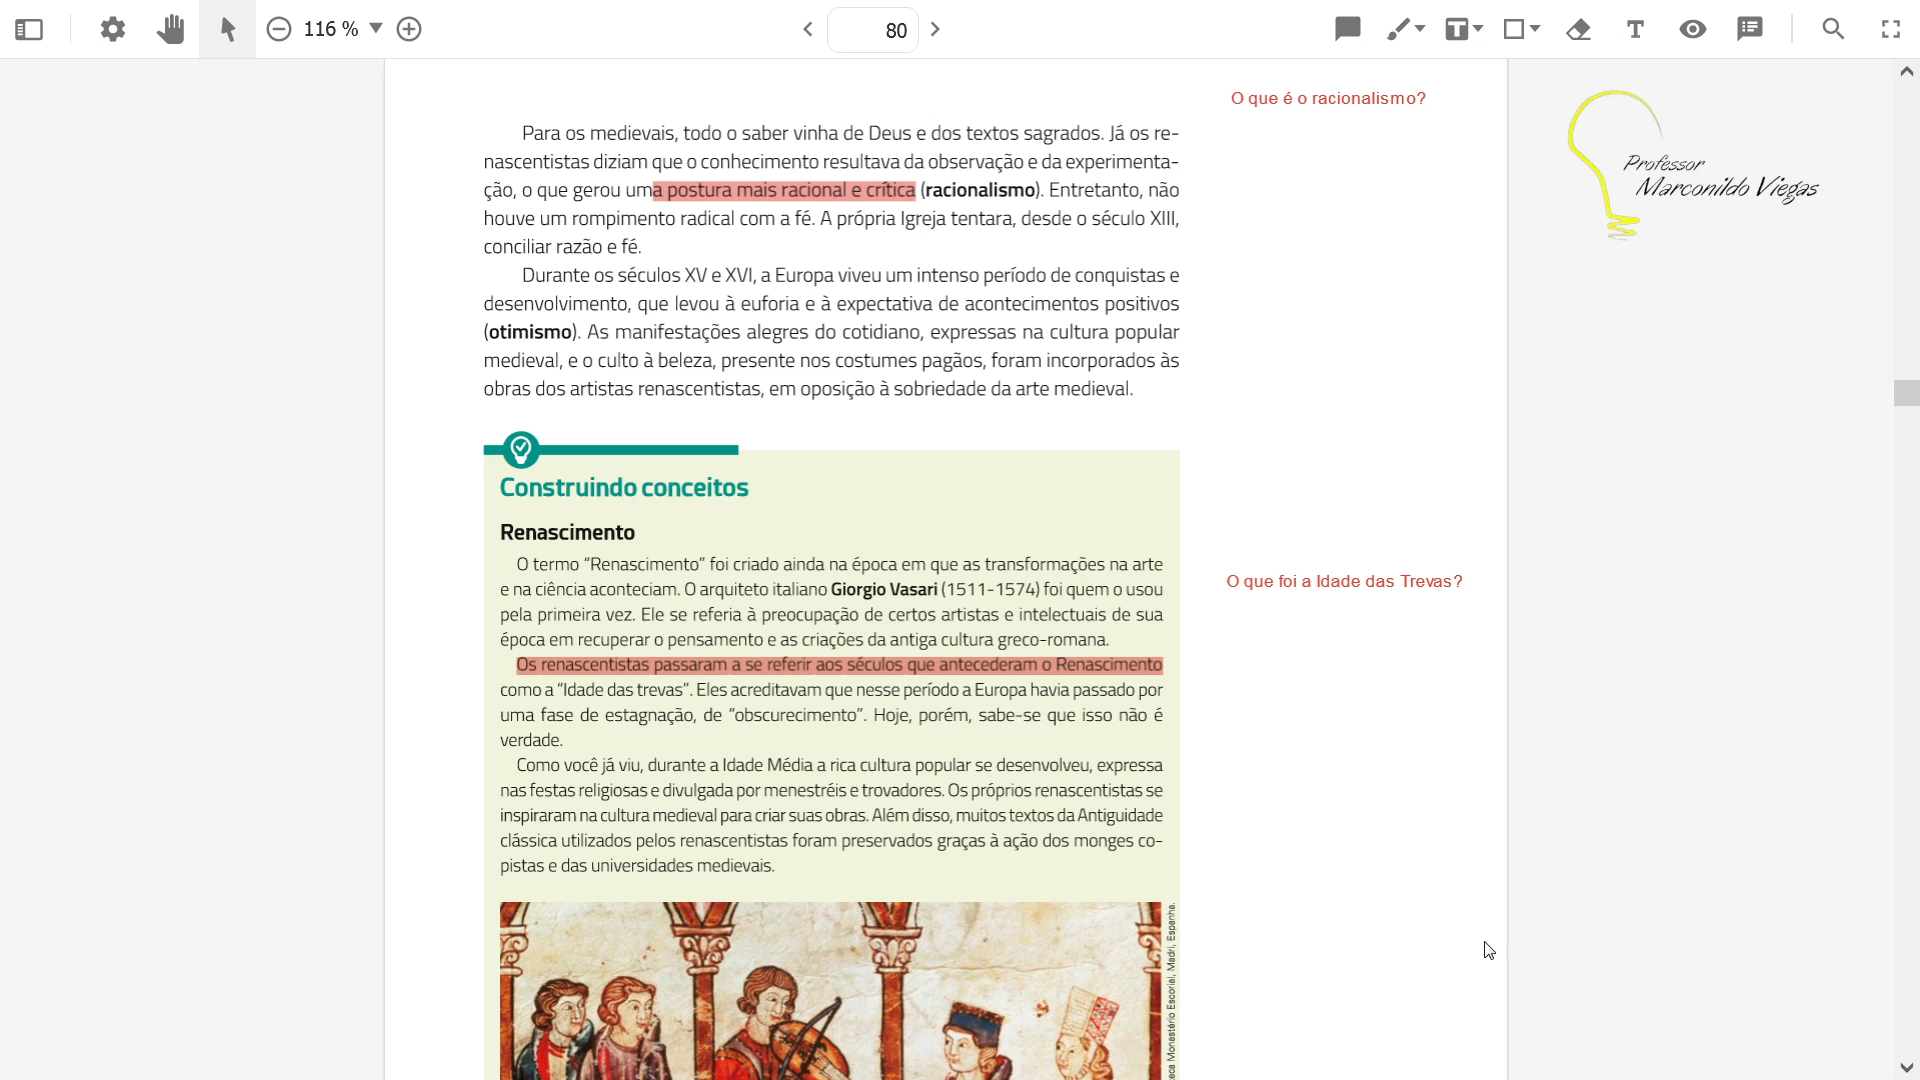 116 %
80
O que é o racionalismo?
Para os medievais, todo o saber vinha de Deus e dos textos sagrados. Já os re-
nascentistas diziam que o conhecimento resultava da observação e da experimenta-
ção, o que gerou uma postura mais racional e crítica (racionalismo). Entretanto, não
houve um rompimento radical com a fé. A própria Igreja tentara, desde o século XIII,
conciliar razão e fé.
Durante os séculos XV e XVI, a Europa viveu um intenso período de conquistas e
desenvolvimento, que levou à euforia e à expectativa de acontecimentos positivos
(otimismo). As manifestações alegres do cotidiano, expressas na cultura popular
medieval, e o culto à beleza, presente nos costumes pagãos, foram incorporados às
obras dos artistas renascentistas, em oposição à sobriedade da arte medieval.
Professor
Marconildo Viegas
Construindo conceitos
Renascimento
O termo “Renascimento” foi criado ainda na época em que as transformações na arte
e na ciência aconteciam. O arquiteto italiano Giorgio Vasari (1511-1574) foi quem o usou
pela primeira vez. Ele se referia à preocupação de certos artistas e intelectuais de sua
época em recuperar o pensamento e as criações da antiga cultura greco-romana.
Os renascentistas passaram a se referir aos séculos que antecederam o Renascimento
como a “Idade das trevas”. Eles acreditavam que nesse período a Europa havia passado por
uma fase de estagnação, de “obscurecimento”. Hoje, porém, sabe-se que isso não é
verdade.
Como você já viu, durante a Idade Média a rica cultura popular se desenvolveu, expressa
nas festas religiosas e divulgada por menestréis e trovadores. Os próprios renascentistas se
inspiraram na cultura medieval para criar suas obras. Além disso, muitos textos da Antiguidade
clássica utilizados pelos renascentistas foram preservados graças à ação dos monges co-
pistas e das universidades medievais.
O que foi a Idade das Trevas?
Monastério Escorial, Madri, Espanha.